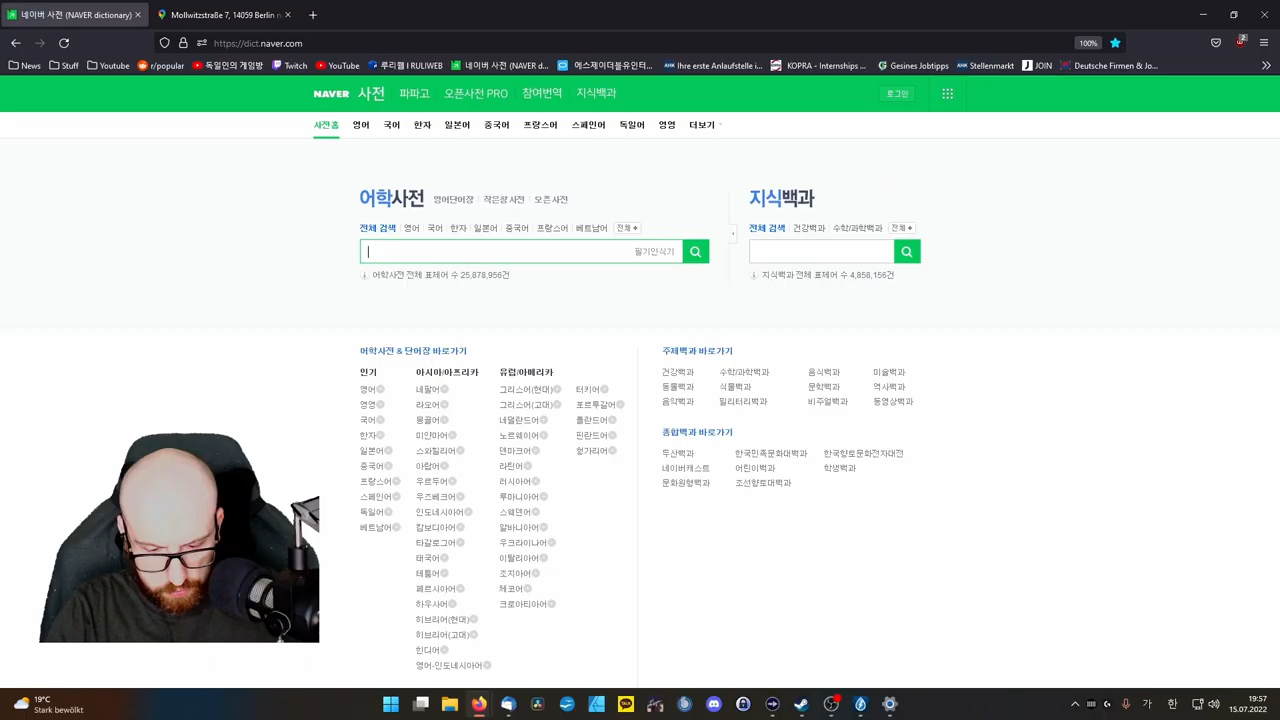 네이버 사전 (NAVER dictionary)
Mollwitzstraße 7, 14059 Berlin n
https://dict.naver.com
100%
2
News
Stuff
Youtube
r/popular
독일인의 게임방
Twitch
YouTube
루리웹 | RULIWEB
네이버 사전 (NAVER d...
에스제이더블유인터...
AHK Ihre erste Anlaufstelle i...
KOPRA - Internships ...
Gesines Jobtipps
AHK Stellenmarkt
JOIN
Deutsche Firmen & Jo...
NAVER 사전 파파고 오픈사전 PRO 참여번역 지식백과
로그인
사전홈 영어 국어 한자 일본어 중국어 프랑스어 스페인어 독일어 영영 더보기
어학사전 영어단어장 작은창 사전 오픈 사전
지식백과
전체 검색 영어 국어 한자 일본어 중국어 프랑스어 베트남어 전체
전체 검색 건강백과 수학/과학백과 전체
필기인식기
어학사전 전체 표제어 수 25,878,956건
지식백과 전체 표제어 수 4,858,156건
어학사전 & 단어장 바로가기
인기
영어
영영
국어
한자
일본어
중국어
프랑스어
스페인어
독일어
베트남어
아시아/아프리카
네팔어
라오어
몽골어
미얀마어
스와힐리어
아랍어
우르두어
우즈베크어
인도네시아어
캄보디아어
타갈로그어
태국어
테툼어
페르시아어
하우사어
히브리어(현대)
히브리어(고대)
힌디어
영어-인도네시아어
유럽/아메리카
그리스어(현대)
그리스어(고대)
네덜란드어
노르웨이어
덴마크어
라틴어
러시아어
루마니아어
스웨덴어
알바니아어
우크라이나어
이탈리아어
조지아어
체코어
크로아티아어
터키어
포르투갈어
폴란드어
핀란드어
헝가리어
주제백과 바로가기
건강백과 수학/과학백과 음식백과 미술백과
동물백과 식물백과 문학백과 역사백과
음악백과 밀리터리백과 비주얼백과 동영상백과
종합백과 바로가기
두산백과 한국민족문화대백과 한국향토문화전자대전
네이버캐스트 어린이백과 학생백과
문화원형백과 조선향토대백과
19°C
Stark bewölkt
TALK
가
한
19:57
15.07.2022